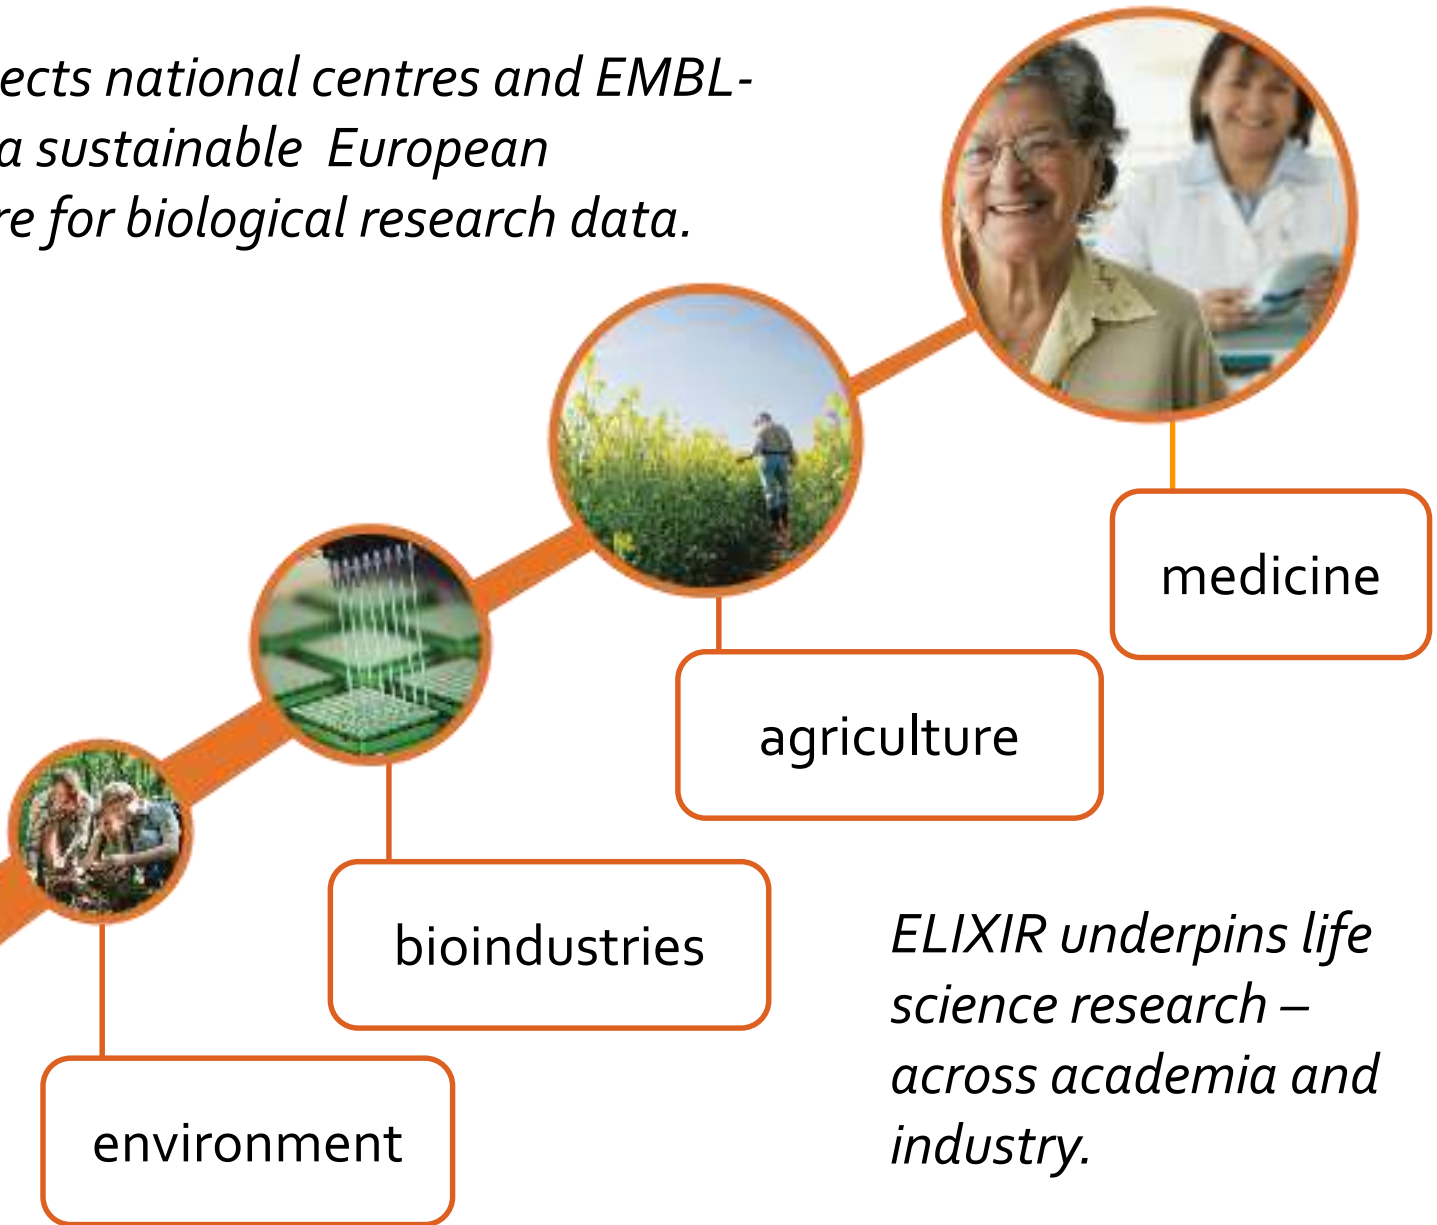 ects national centres and EMBL-
a sustainable European
re for biological research data.
medicine
agriculture
bioindustries
environment
ELIXIR underpins life
science research –
across academia and
industry.